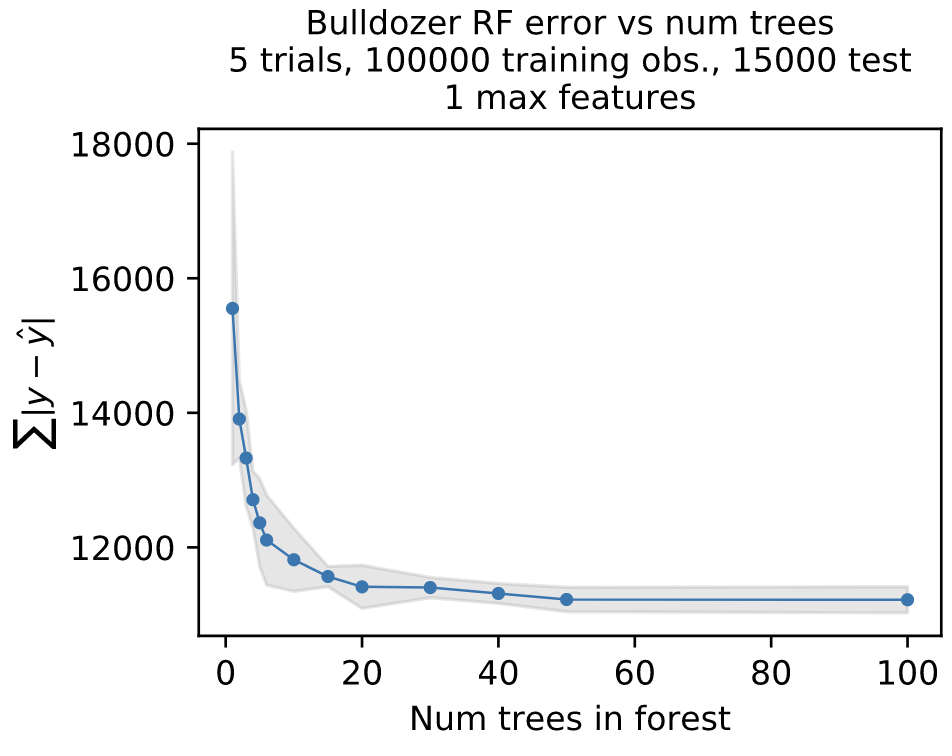 Bulldozer RF error vs num trees
5 trials, 100000 training obs., 15000 test
1 max features
18000
16000
14000
12000
∑|y − ŷ|
0 20 40 60 80 100
Num trees in forest